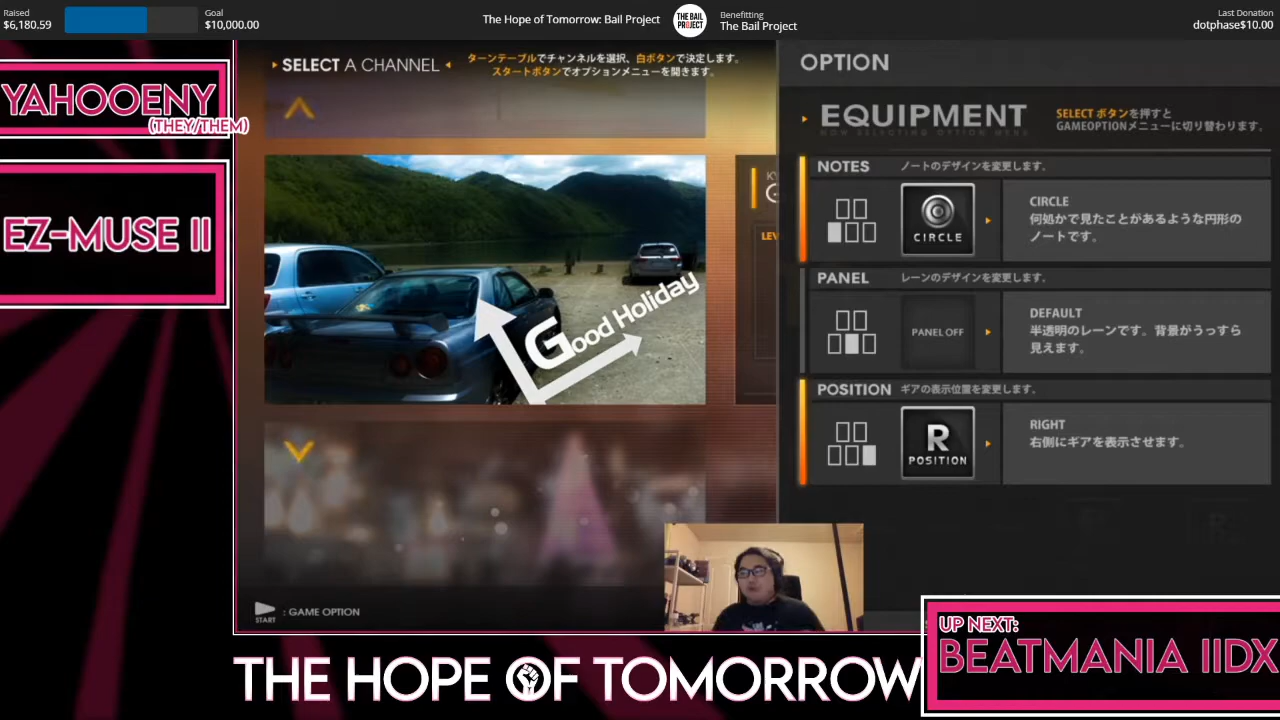 Raised
$6,180.59
Goal
$10,000.00
The Hope of Tomorrow: Bail Project
THE BAIL
PROJECT
Benefitting
The Bail Project
Last Donation
dotphase$10.00
YAHOOENY
(THEY/THEM)
EZ-MUSE II
SELECT A CHANNEL
ターンテーブルでチャンネルを選択、白ボタンで決定します。
スタートボタンでオプションメニューを開きます。
Good Holiday
LEV
START
: GAME OPTION
OPTION
EQUIPMENT
NOW SELECTING OPTION MENU
SELECT ボタンを押すと
GAMEOPTIONメニューに切り替わります。
NOTES
ノートのデザインを変更します。
CIRCLE
CIRCLE
何処かで見たことがあるような円形の
ノートです。
PANEL
レーンのデザインを変更します。
PANEL OFF
DEFAULT
半透明のレーンです。背景がうっすら
見えます。
POSITION
ギアの表示位置を変更します。
R
POSITION
RIGHT
右側にギアを表示させます。
UP NEXT:
BEATMANIA IIDX
THE HOPE OF TOMORROW